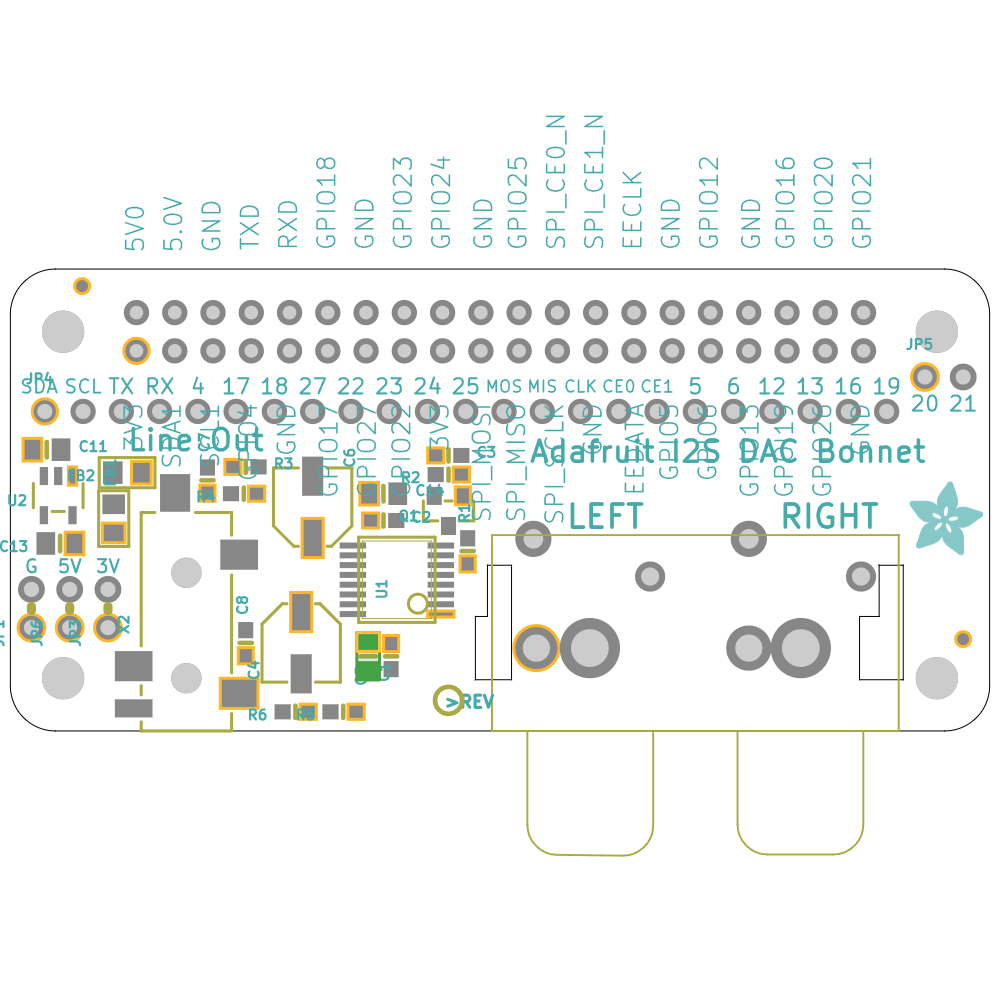 5V0 5.0V GND TXD RXD GPIO18 GND GPIO23 GPIO24 GND GPIO25 SPI_CE0_N SPI_CE1_N EECLK GND GPIO12 GND GPIO16 GPIO20 GPIO21
JP5
JP4
SDA SCL TX RX 4 17 18 27 22 23 24 25 MOS MIS CLK CE0 CE1 5 6 12 13 16 19
20 21
3V3 SDA1 SCL1 GND GPIO17 GPIO27 GPIO22 3V3 SPI_MOSI SPI_MISO SPI_SCLK GND EEDATA GPIO5 GPIO6 GPIO13 GPIO19 GPIO26 GND
Line Out
Adafruit I2S DAC Bonnet
C11
C6
C3
R3
R2
C14
U2
R1
C2
LEFT
RIGHT
C13
G 5V 3V
U1
C8
JP6
JP3
X2
C4
>REV
R6